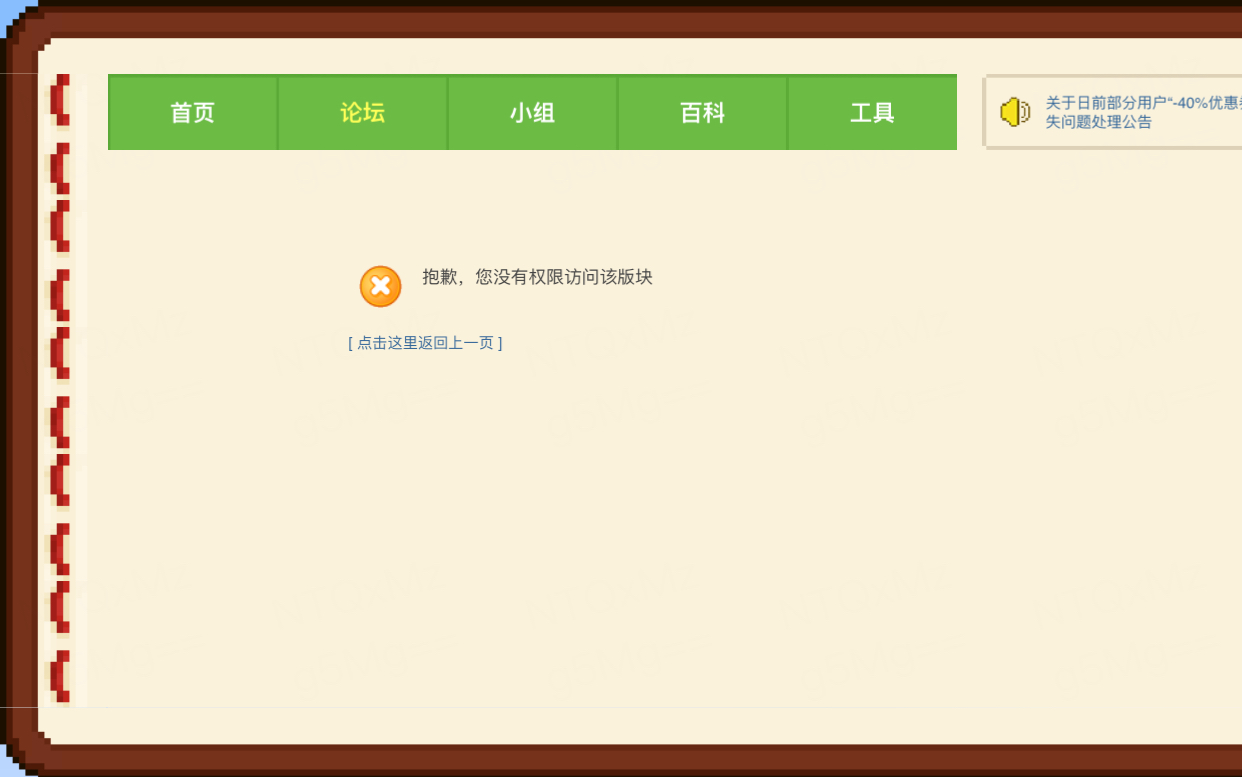 首页
论坛
小组
百科
工具
关于日前部分用户“-40%优惠
失问题处理公告
抱歉，您没有权限访问该版块
[ 点击这里返回上一页 ]